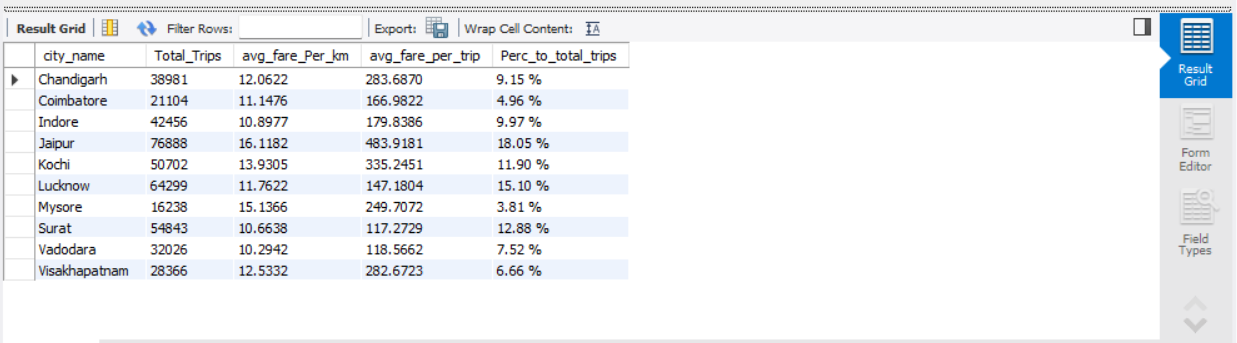 Result Grid Filter Rows: Export: Wrap Cell Content: IA
city_name Total_Trips avg_fare_Per_km avg_fare_per_trip Perc_to_total_trips
Chandigarh 38981 12.0622 283.6870 9.15 %
Coimbatore 21104 11.1476 166.9822 4.96 %
Indore 42456 10.8977 179.8386 9.97 %
Jaipur 76888 16.1182 483.9181 18.05 %
Kochi 50702 13.9305 335.2451 11.90 %
Lucknow 64299 11.7622 147.1804 15.10 %
Mysore 16238 15.1366 249.7072 3.81 %
Surat 54843 10.6638 117.2729 12.88 %
Vadodara 32026 10.2942 118.5662 7.52 %
Visakhapatnam 28366 12.5332 282.6723 6.66 %
Result
Grid
Form
Editor
Field
Types